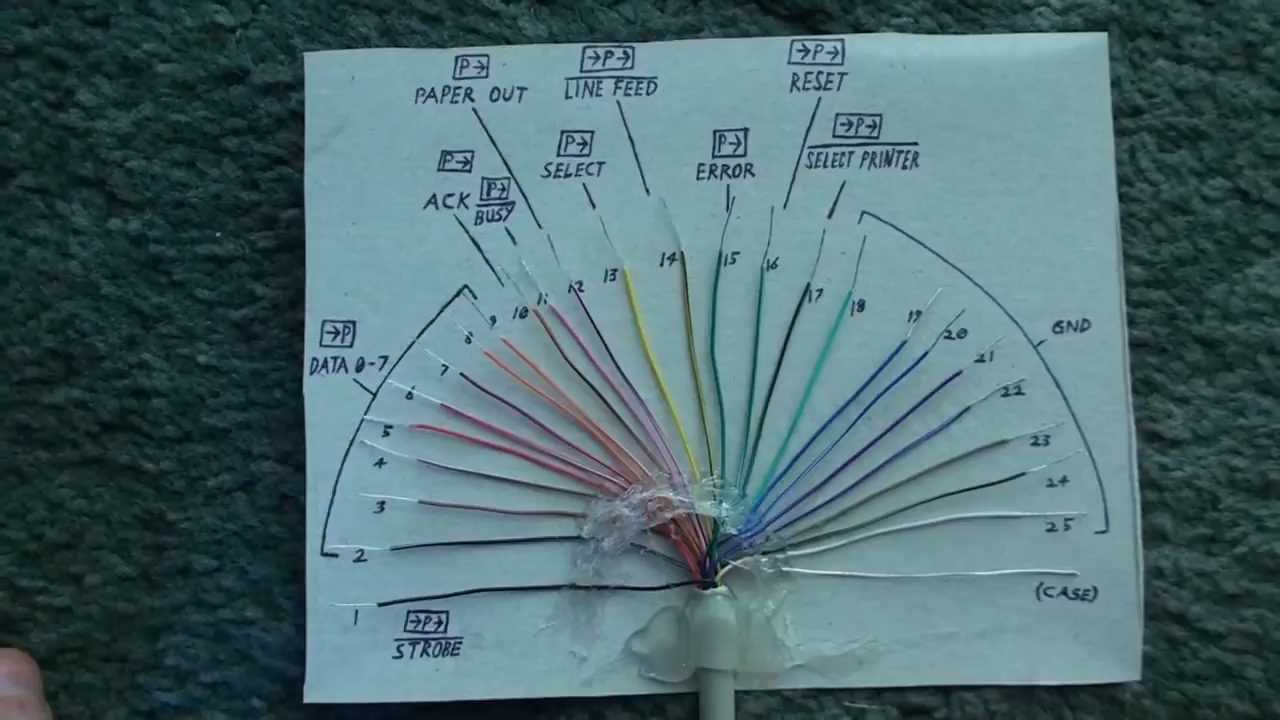 →P→
RESET
→P→
LINE FEED
P→
PAPER OUT
→P→
SELECT PRINTER
P→
ERROR
P→
SELECT
P→
ACK
P→
BUSY
→P
DATA 0-7
GND
1
2
3
4
5
6
7
8
9
10
11
12
13
14
15
16
17
18
19
20
21
22
23
24
25
(CASE)
→P→
STROBE